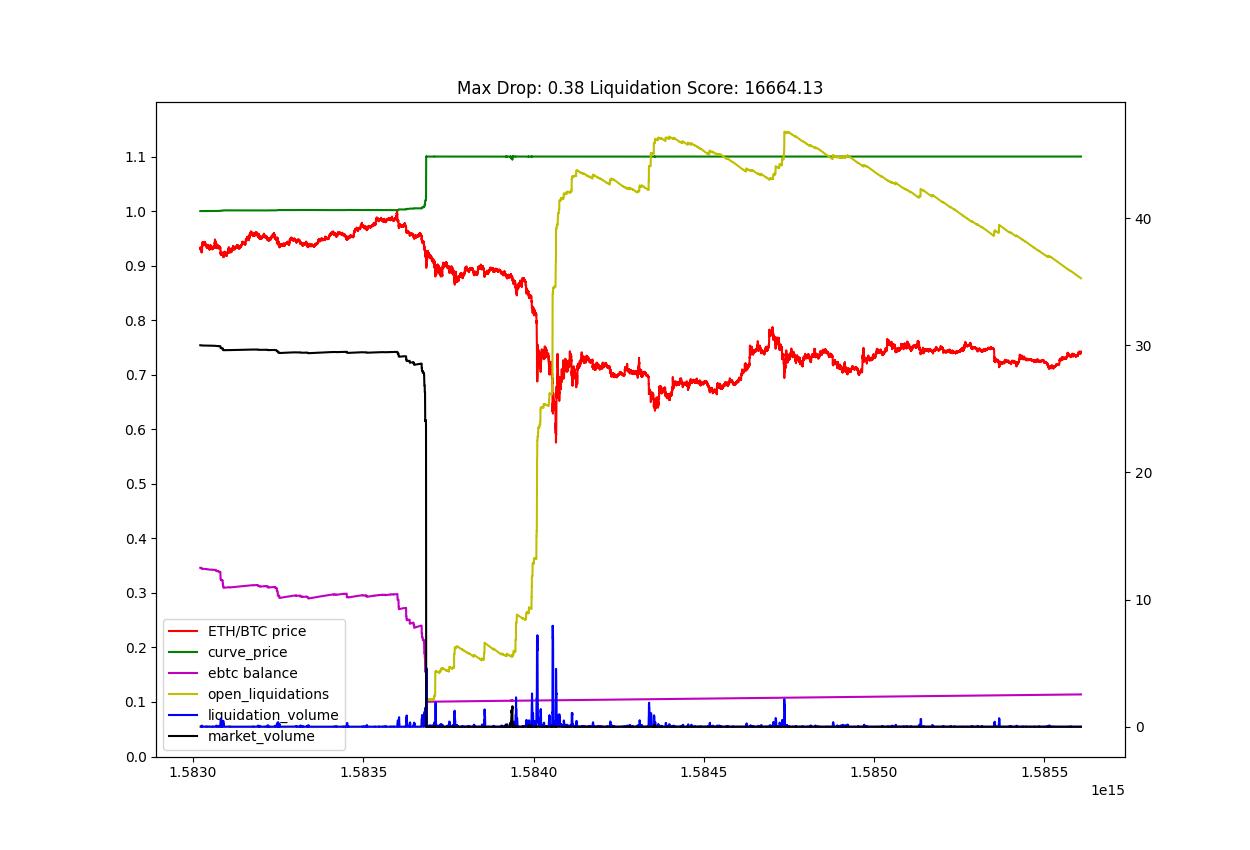 Max Drop: 0.38 Liquidation Score: 16664.13
1.1
1.0
0.9
0.8
0.7
0.6
0.5
0.4
0.3
0.2
0.1
0.0
40
30
20
10
0
ETH/BTC price
curve_price
ebtc balance
open_liquidations
liquidation_volume
market_volume
1.5830 1.5835 1.5840 1.5845 1.5850 1.5855
1e15